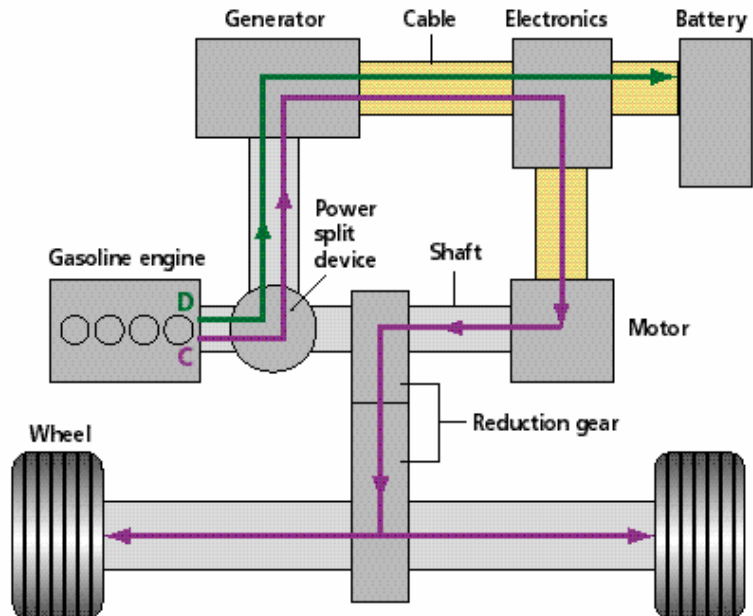 Generator
Cable
Electronics
Battery
Power
split
device
Gasoline engine
Shaft
D
C
Motor
Reduction gear
Wheel